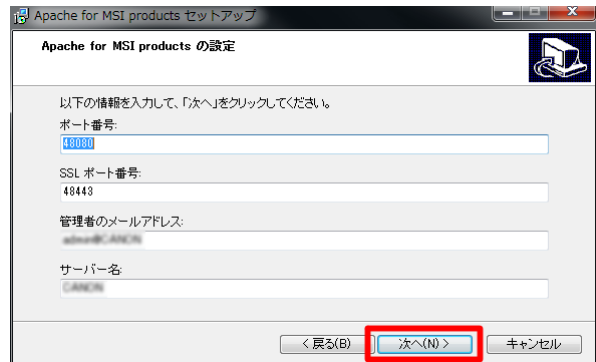 Apache for MSI products セットアップ
Apache for MSI products の設定
以下の情報を入力して、「次へ」をクリックしてください。
ポート番号:
48080
SSL ポート番号:
48443
管理者のメールアドレス:
admin@CANON
サーバー名:
CANON
< 戻る(B) 次へ(N) > キャンセル